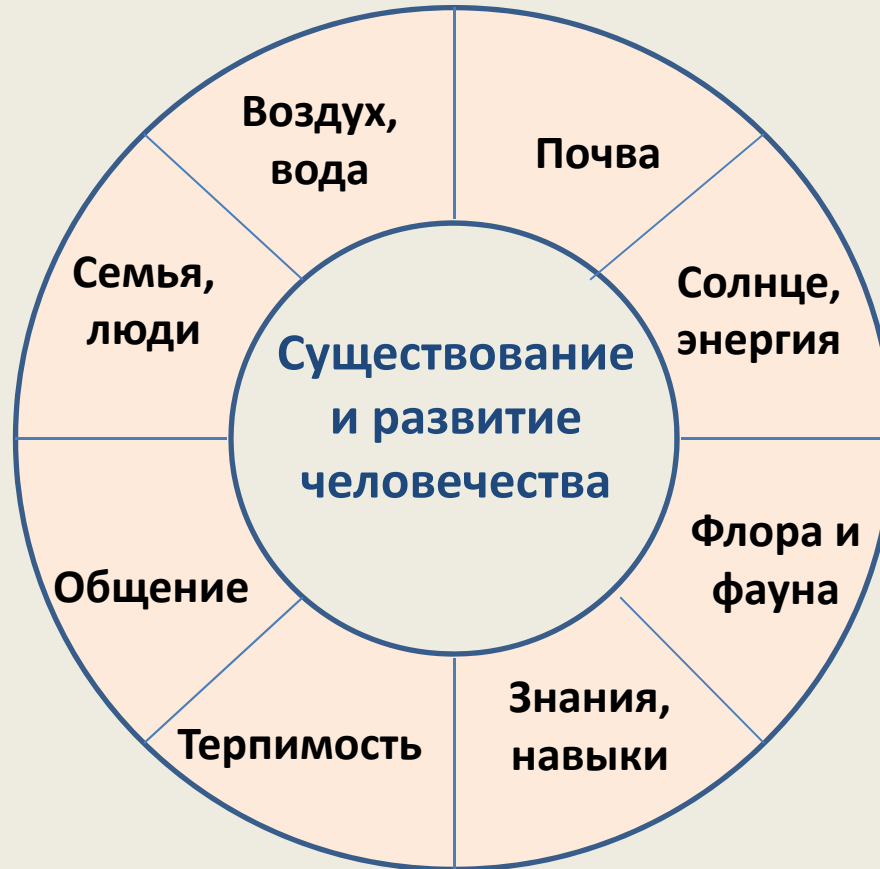 Воздух,
вода
Почва
Солнце,
энергия
Флора и
фауна
Знания,
навыки
Терпимость
Общение
Семья,
люди
Существование
и развитие
человечества